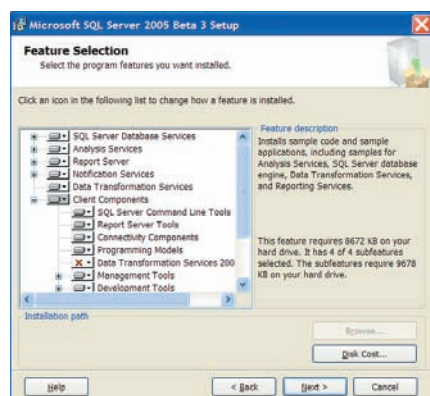 Microsoft SQL Server 2005 Beta 3 Setup
Feature Selection
Select the program features you want installed.
Click an icon in the following list to change how a feature is installed.
SQL Server Database Services
Analysis Services
Report Server
Notification Services
Data Transformation Services
Client Components
SQL Server Command Line Tools
Report Server Tools
Connectivity Components
Programming Models
Data Transformation Services 200
Management Tools
Development Tools
Feature description
Installs sample code and sample
applications, including samples for
Analysis Services, SQL Server database
engine, Data Transformation Services,
and Reporting Services.
This feature requires 8672 KB on your
hard drive. It has 4 of 4 subfeatures
selected. The subfeatures require 9678
KB on your hard drive.
Installation path
Browse...
Disk Cost...
Help
< Back
Next >
Cancel